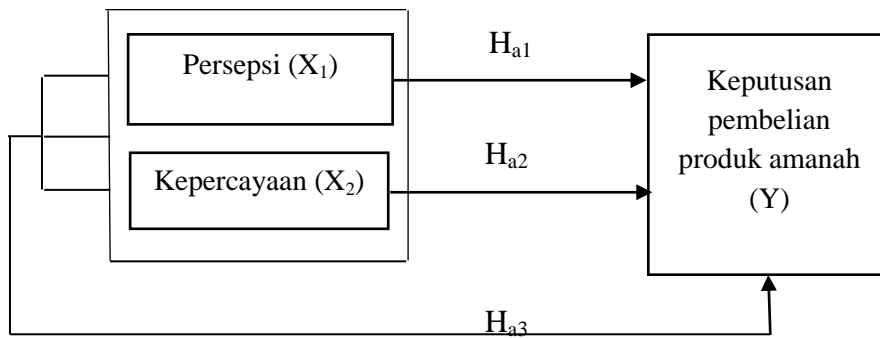 Persepsi (X₁)
Kepercayaan (X₂)
Hₐ₁
Hₐ₂
Hₐ₃
Keputusan
pembelian
produk amanah
(Y)